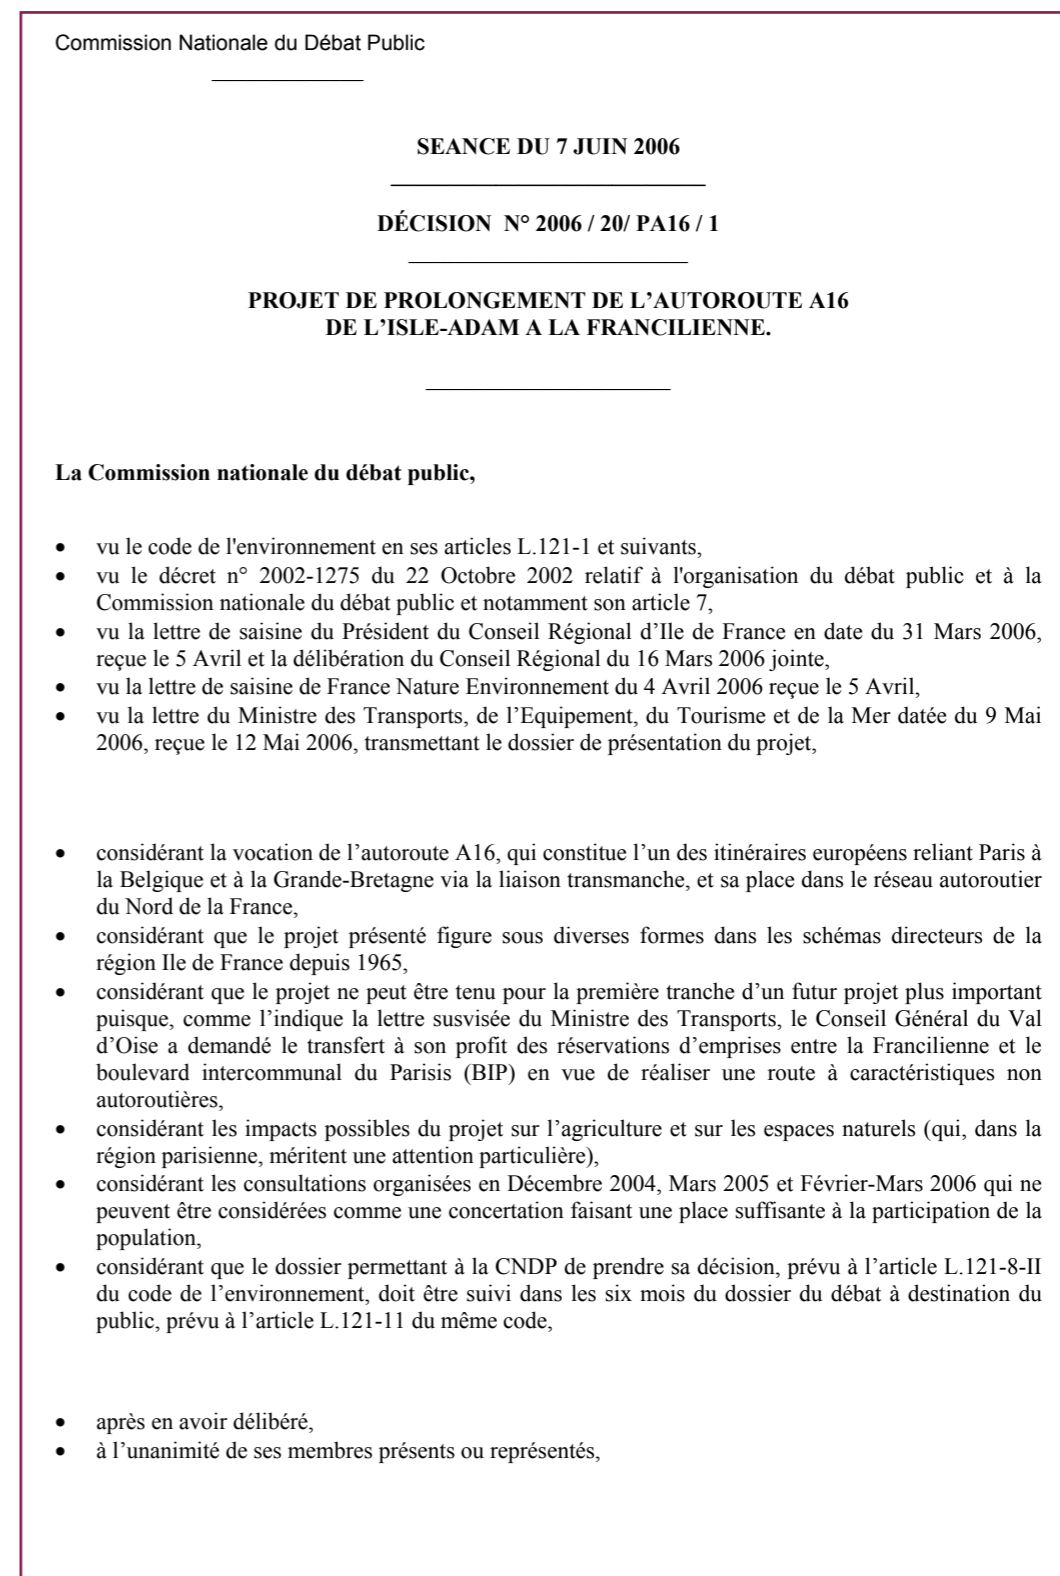 Commission Nationale du Débat Public
SEANCE DU 7 JUIN 2006
DÉCISION N° 2006 / 20/ PA16 / 1
PROJET DE PROLONGEMENT DE L’AUTOROUTE A16
DE L’ISLE-ADAM A LA FRANCILIENNE.
La Commission nationale du débat public,
• vu le code de l'environnement en ses articles L.121-1 et suivants,
• vu le décret n° 2002-1275 du 22 Octobre 2002 relatif à l'organisation du débat public et à la
Commission nationale du débat public et notamment son article 7,
• vu la lettre de saisine du Président du Conseil Régional d’Ile de France en date du 31 Mars 2006,
reçue le 5 Avril et la délibération du Conseil Régional du 16 Mars 2006 jointe,
• vu la lettre de saisine de France Nature Environnement du 4 Avril 2006 reçue le 5 Avril,
• vu la lettre du Ministre des Transports, de l’Equipement, du Tourisme et de la Mer datée du 9 Mai
2006, reçue le 12 Mai 2006, transmettant le dossier de présentation du projet,
• considérant la vocation de l’autoroute A16, qui constitue l’un des itinéraires européens reliant Paris à
la Belgique et à la Grande-Bretagne via la liaison transmanche, et sa place dans le réseau autoroutier
du Nord de la France,
• considérant que le projet présenté figure sous diverses formes dans les schémas directeurs de la
région Ile de France depuis 1965,
• considérant que le projet ne peut être tenu pour la première tranche d’un futur projet plus important
puisque, comme l’indique la lettre susvisée du Ministre des Transports, le Conseil Général du Val
d’Oise a demandé le transfert à son profit des réservations d’emprises entre la Francilienne et le
boulevard intercommunal du Parisis (BIP) en vue de réaliser une route à caractéristiques non
autoroutières,
• considérant les impacts possibles du projet sur l’agriculture et sur les espaces naturels (qui, dans la
région parisienne, méritent une attention particulière),
• considérant les consultations organisées en Décembre 2004, Mars 2005 et Février-Mars 2006 qui ne
peuvent être considérées comme une concertation faisant une place suffisante à la participation de la
population,
• considérant que le dossier permettant à la CNDP de prendre sa décision, prévu à l’article L.121-8-II
du code de l’environnement, doit être suivi dans les six mois du dossier du débat à destination du
public, prévu à l’article L.121-11 du même code,
• après en avoir délibéré,
• à l’unanimité de ses membres présents ou représentés,